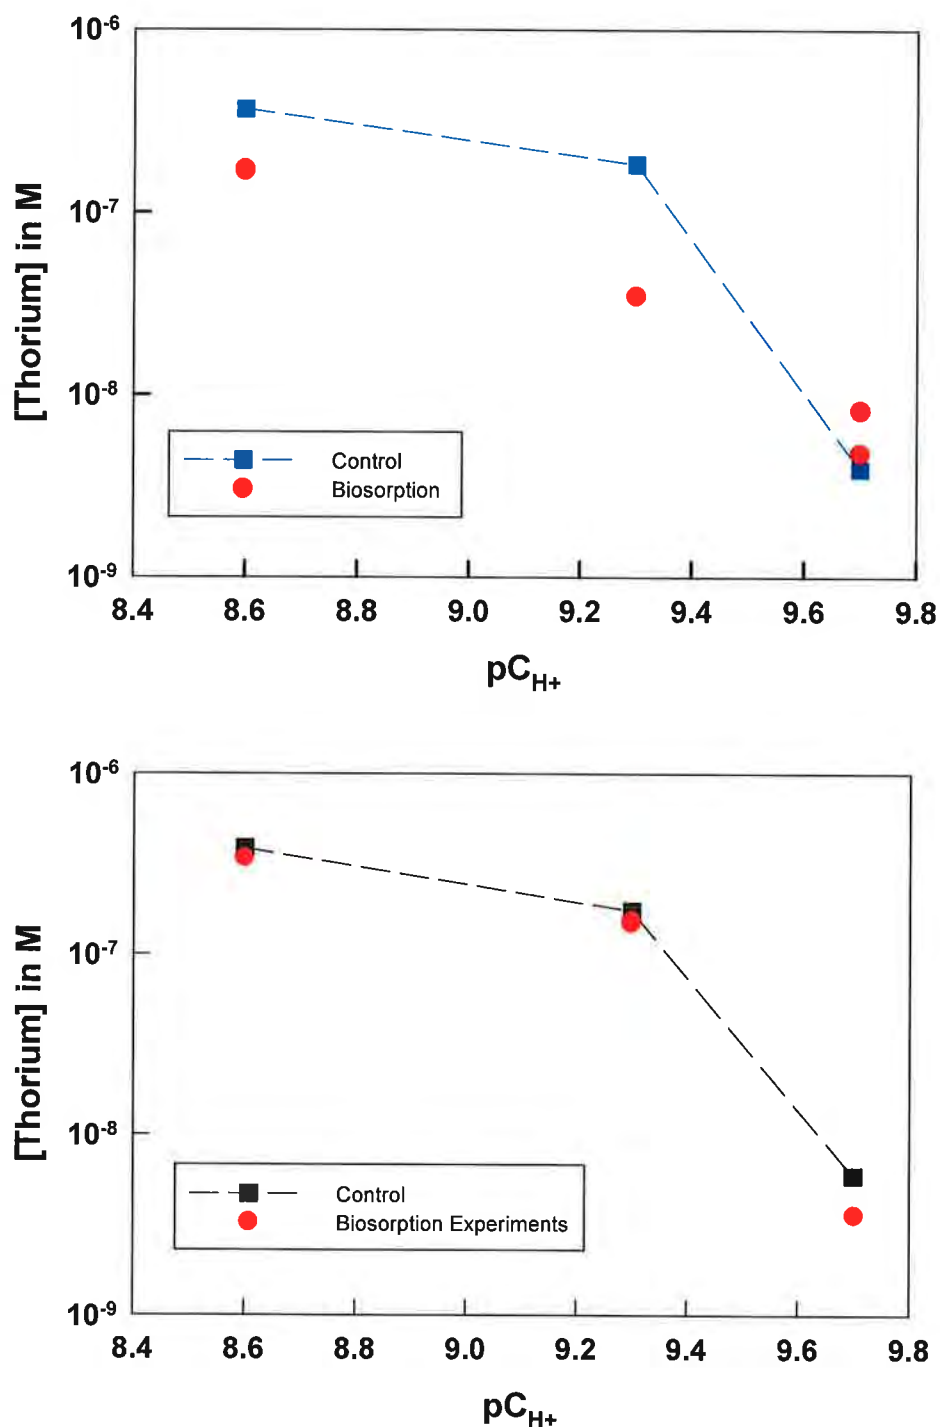 10-6
10-7
10-8
10-9
[Thorium] in M
Control
Biosorption
8.4 8.6 8.8 9.0 9.2 9.4 9.6 9.8
pCH+
10-6
10-7
10-8
10-9
[Thorium] in M
Control
Biosorption Experiments
8.4 8.6 8.8 9.0 9.2 9.4 9.6 9.8
pCH+